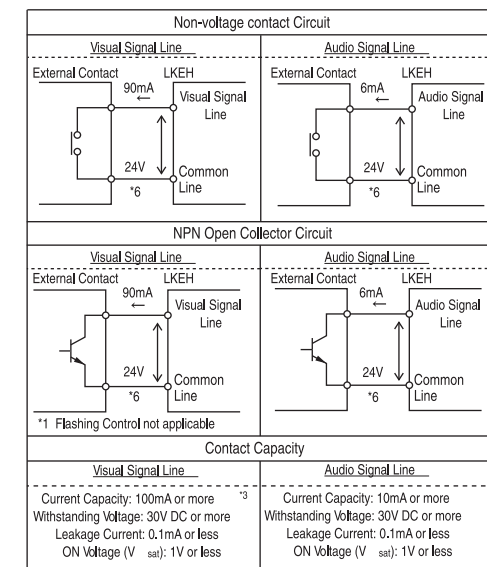 Non-voltage contact Circuit
Visual Signal Line
Audio Signal Line
External Contact
LKEH
90mA
←
Visual Signal
Line
24V
*6
Common
Line
External Contact
LKEH
6mA
←
Audio Signal
Line
24V
*6
Common
Line
NPN Open Collector Circuit
Visual Signal Line
Audio Signal Line
External Contact
LKEH
90mA
←
Visual Signal
Line
24V
*6
Common
Line
*1 Flashing Control not applicable
External Contact
LKEH
6mA
←
Audio Signal
Line
24V
*6
Common
Line
Contact Capacity
Visual Signal Line
Current Capacity: 100mA or more *3
Withstanding Voltage: 30V DC or more
Leakage Current: 0.1mA or less
ON Voltage (V sat): 1V or less
Audio Signal Line
Current Capacity: 10mA or more
Withstanding Voltage: 30V DC or more
Leakage Current: 0.1mA or less
ON Voltage (V sat): 1V or less